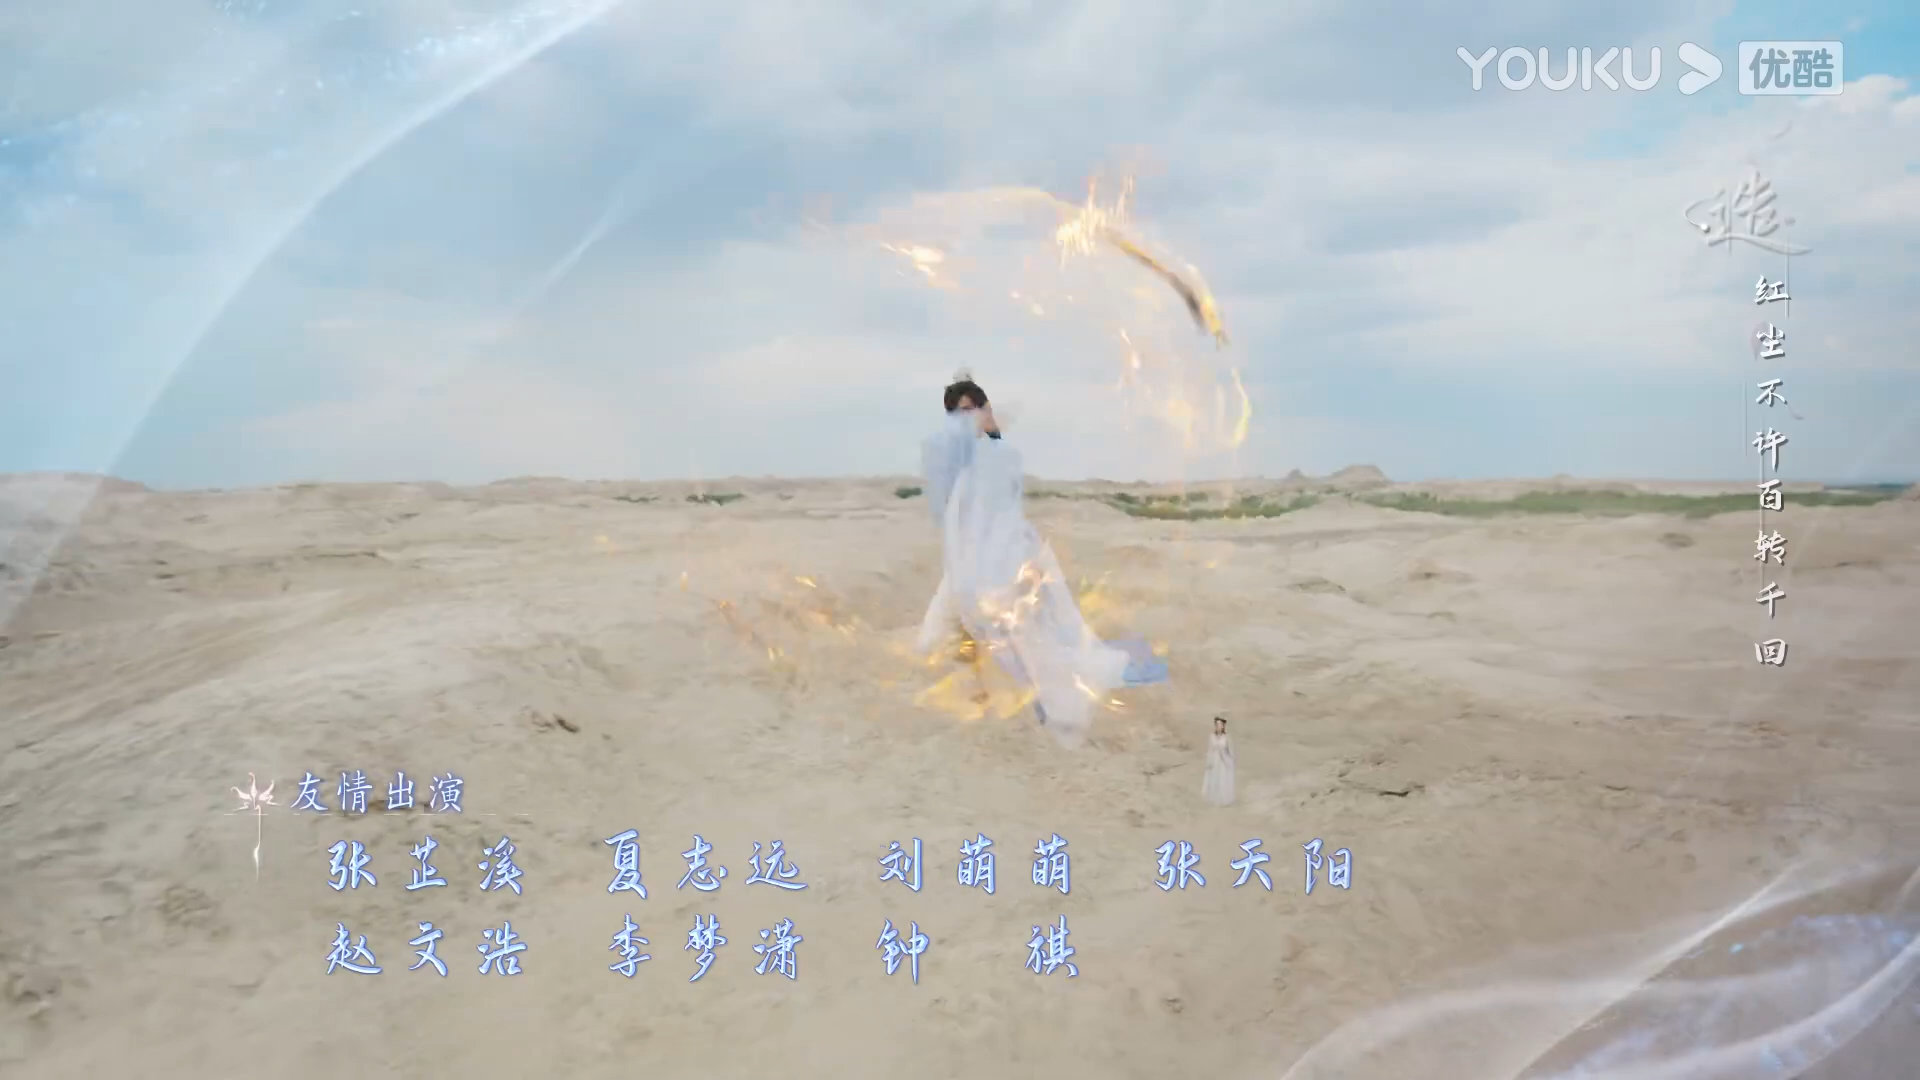 YOUKU 优酷
造
红尘不许百转千回
友情出演
张芷溪 夏志远 刘萌萌 张天阳
赵文浩 李梦潇 钟祺